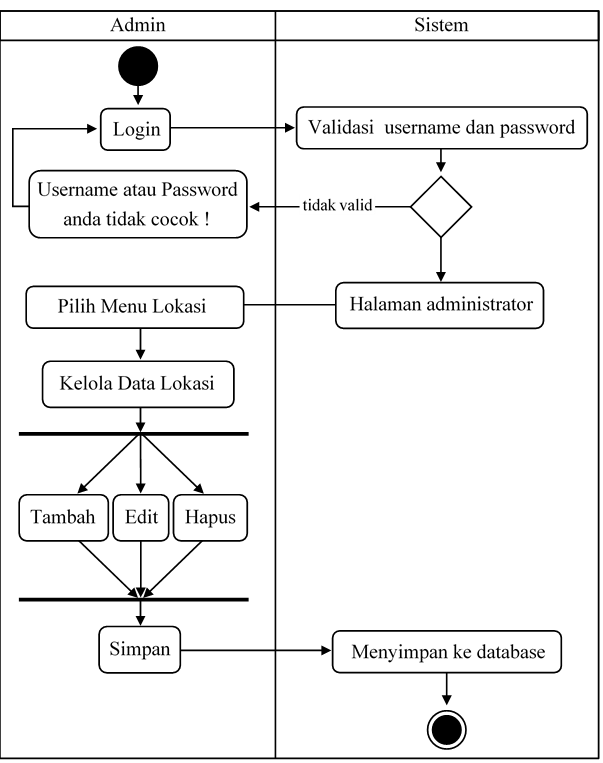 Admin
Sistem
Login
Validasi username dan password
Username atau Password
anda tidak cocok !
tidak valid
Pilih Menu Lokasi
Halaman administrator
Kelola Data Lokasi
Tambah
Edit
Hapus
Simpan
Menyimpan ke database